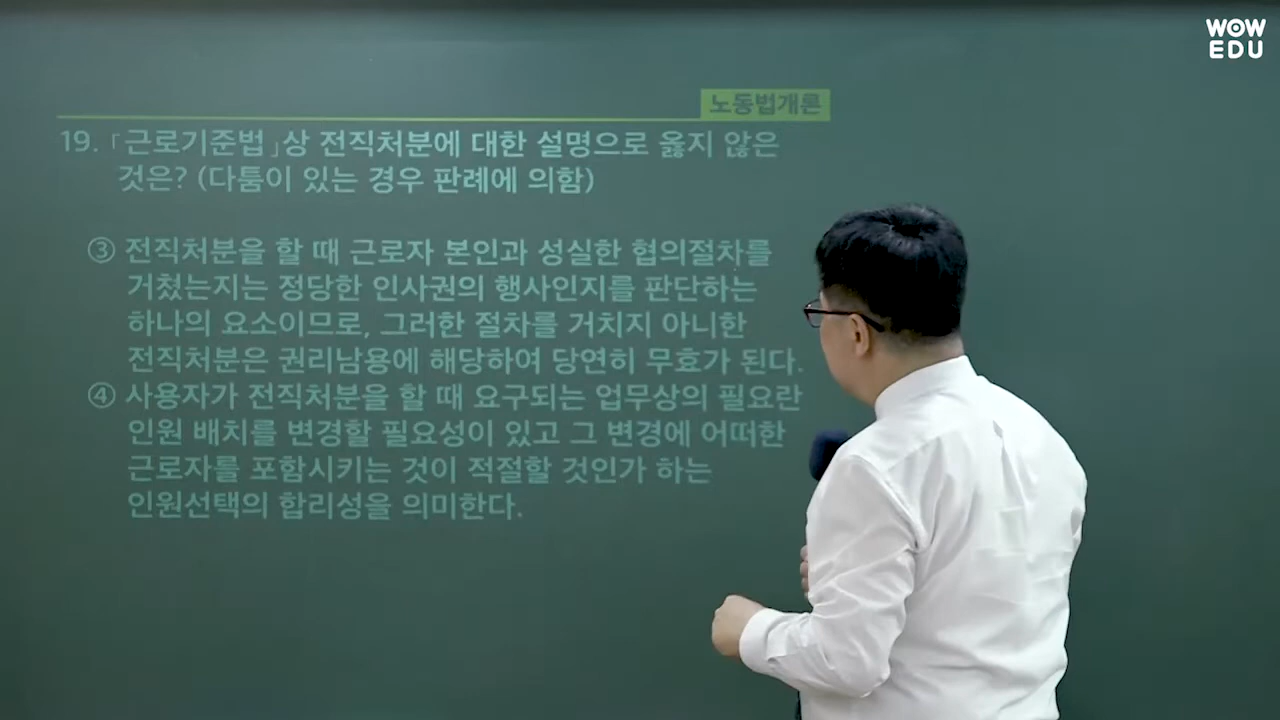 WOW
EDU
노동법개론
19. 「근로기준법」상 전직처분에 대한 설명으로 옳지 않은
것은? (다툼이 있는 경우 판례에 의함)
③ 전직처분을 할 때 근로자 본인과 성실한 협의절차를
거쳤는지는 정당한 인사권의 행사인지를 판단하는
하나의 요소이므로, 그러한 절차를 거치지 아니한
전직처분은 권리남용에 해당하여 당연히 무효가 된다.
④ 사용자가 전직처분을 할 때 요구되는 업무상의 필요란
인원 배치를 변경할 필요성이 있고 그 변경에 어떠한
근로자를 포함시키는 것이 적절할 것인가 하는
인원선택의 합리성을 의미한다.